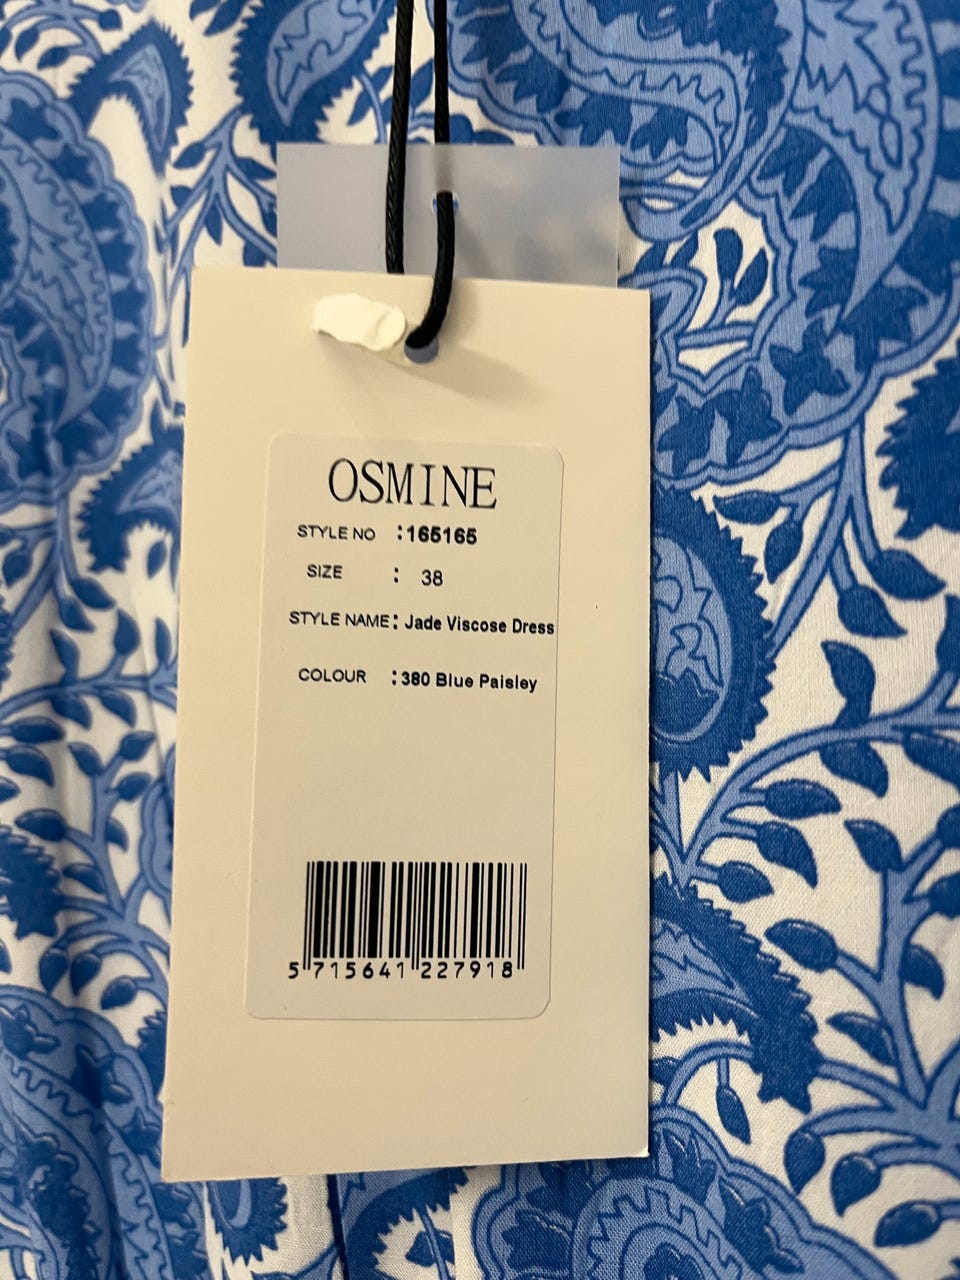 OSMINE
STYLE NO :165165
SIZE : 38
STYLE NAME: Jade Viscose Dress
COLOUR :380 Blue Paisley
5 715641 227918